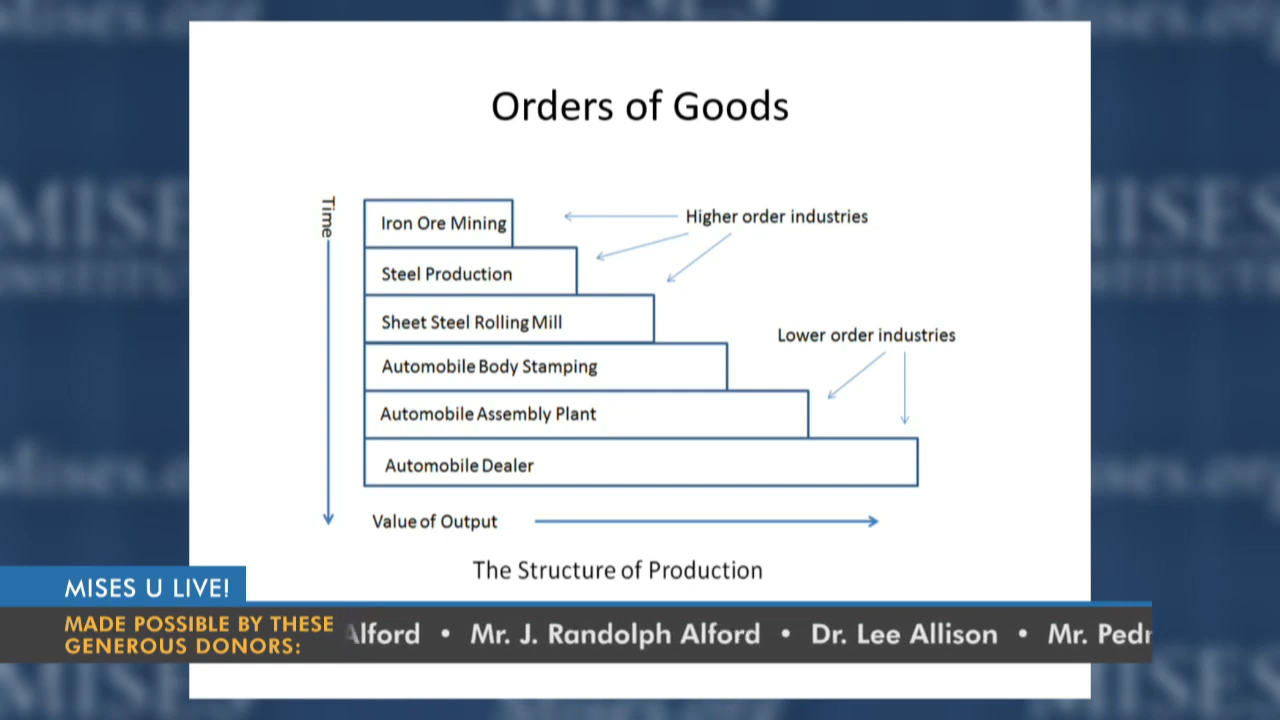 Orders of Goods
Time
Iron Ore Mining
Higher order industries
Steel Production
Sheet Steel Rolling Mill
Lower order industries
Automobile Body Stamping
Automobile Assembly Plant
Automobile Dealer
Value of Output
The Structure of Production
MISES U LIVE!
MADE POSSIBLE BY THESE
GENEROUS DONORS:
Alford • Mr. J. Randolph Alford • Dr. Lee Allison • Mr.